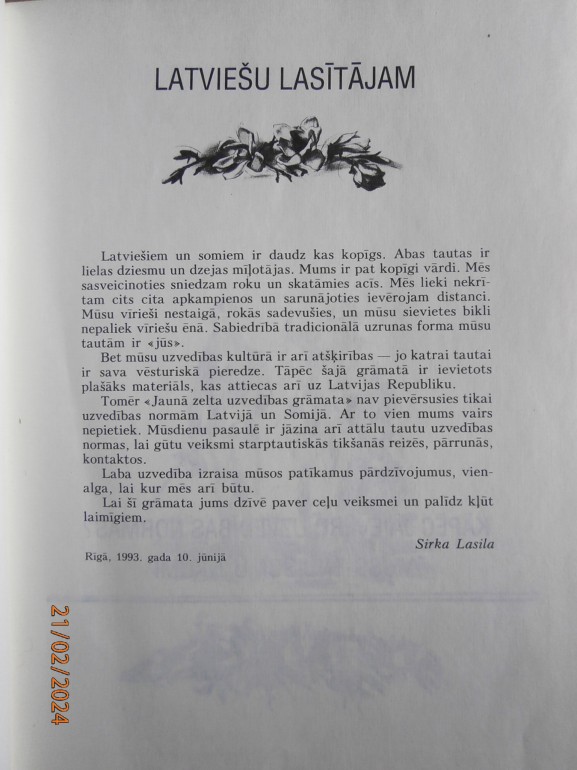 LATVIEŠU LASĪTĀJAM
Latviešiem un somiem ir daudz kas kopīgs. Abas tautas ir
lielas dziesmu un dzejas mīļotājas. Mums ir pat kopīgi vārdi. Mēs
sasveicinoties sniedzam roku un skatāmies acīs. Mēs lieki nekrī-
tam cits cita apkampienos un sarunājoties ievērojam distanci.
Mūsu vīrieši nestaigā, rokās sadevušies, un mūsu sievietes bikli
nepaliek vīriešu ēnā. Sabiedrībā tradicionālā uzrunas forma mūsu
tautām ir «jūs».
Bet mūsu uzvedības kultūrā ir arī atšķirības — jo katrai tautai
ir sava vēsturiskā pieredze. Tāpēc šajā grāmatā ir ievietots
plašāks materiāls, kas attiecas arī uz Latvijas Republiku.
Tomēr «Jaunā zelta uzvedības grāmata» nav pievērsusies tikai
uzvedības normām Latvijā un Somijā. Ar to vien mums vairs
nepietiek. Mūsdienu pasaulē ir jāzina arī attālu tautu uzvedības
normas, lai gūtu veiksmi starptautiskās tikšanās reizēs, pārrunās,
kontaktos.
Laba uzvedība izraisa mūsos patīkamus pārdzīvojumus, vien-
alga, lai kur mēs arī būtu.
Lai šī grāmata jums dzīvē paver ceļu veiksmei un palīdz kļūt
laimīgiem.
Sirka Lasila
Rīgā, 1993. gada 10. jūnijā
21/02/2024